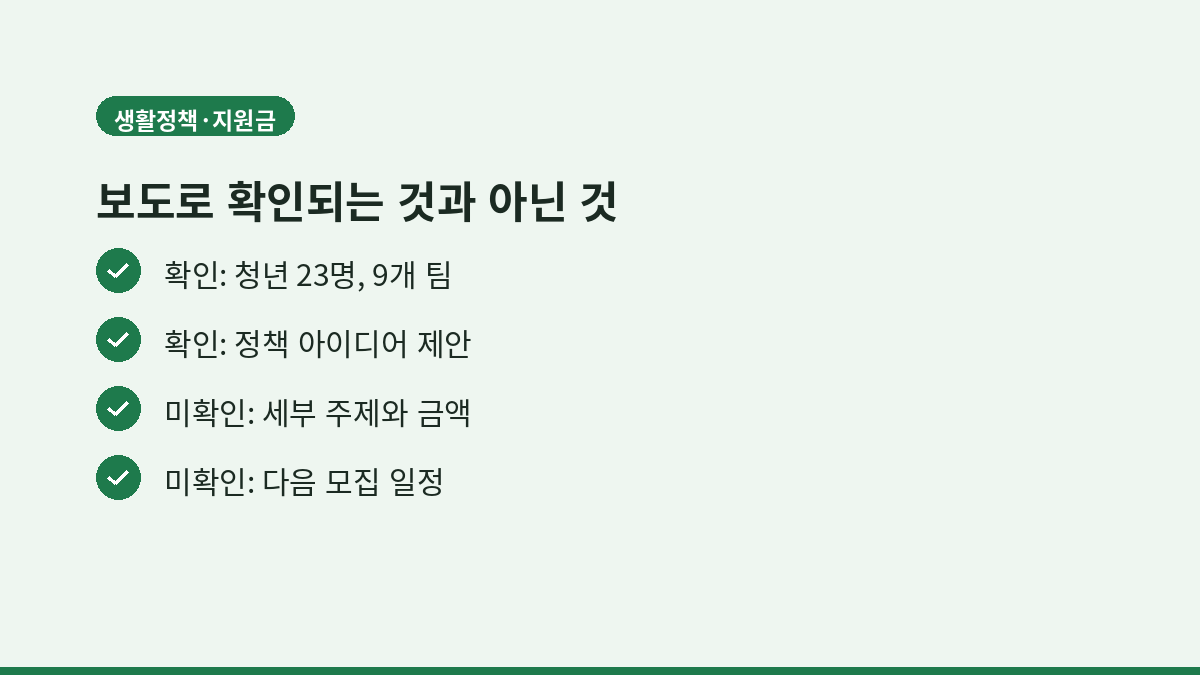 생활정책·지원금
보도로 확인되는 것과 아닌 것
확인: 청년 23명, 9개 팀
확인: 정책 아이디어 제안
미확인: 세부 주제와 금액
미확인: 다음 모집 일정